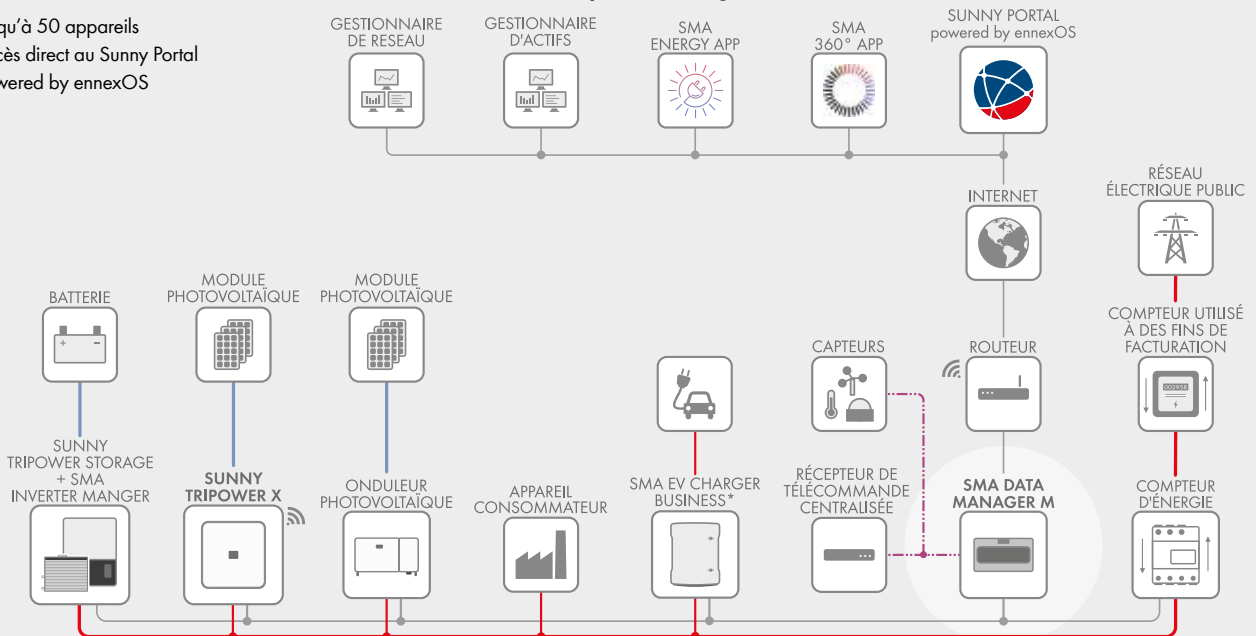 GESTIONNAIRE
DE RESEAU
GESTIONNAIRE
D'ACTIFS
SMA
ENERGY APP
SMA
360° APP
SUNNY PORTAL
powered by ennexOS
qu'à 50 appareils
cès direct au Sunny Portal
wered by ennexOS
INTERNET
RÉSEAU
ÉLECTRIQUE PUBLIC
BATTERIE
MODULE
PHOTOVOLTAÏQUE
MODULE
PHOTOVOLTAÏQUE
CAPTEURS
ROUTEUR
COMPTEUR UTILISÉ
À DES FINS DE
FACTURATION
SUNNY
TRIPOWER STORAGE
+ SMA
INVERTER MANGER
SUNNY
TRIPOWER X
ONDULEUR
PHOTOVOLTAÏQUE
APPAREIL
CONSOMMATEUR
SMA EV CHARGER
BUSINESS*
RÉCEPTEUR DE
TÉLÉCOMMANDE
CENTRALISÉE
SMA DATA
MANAGER M
COMPTEUR
D'ÉNERGIE